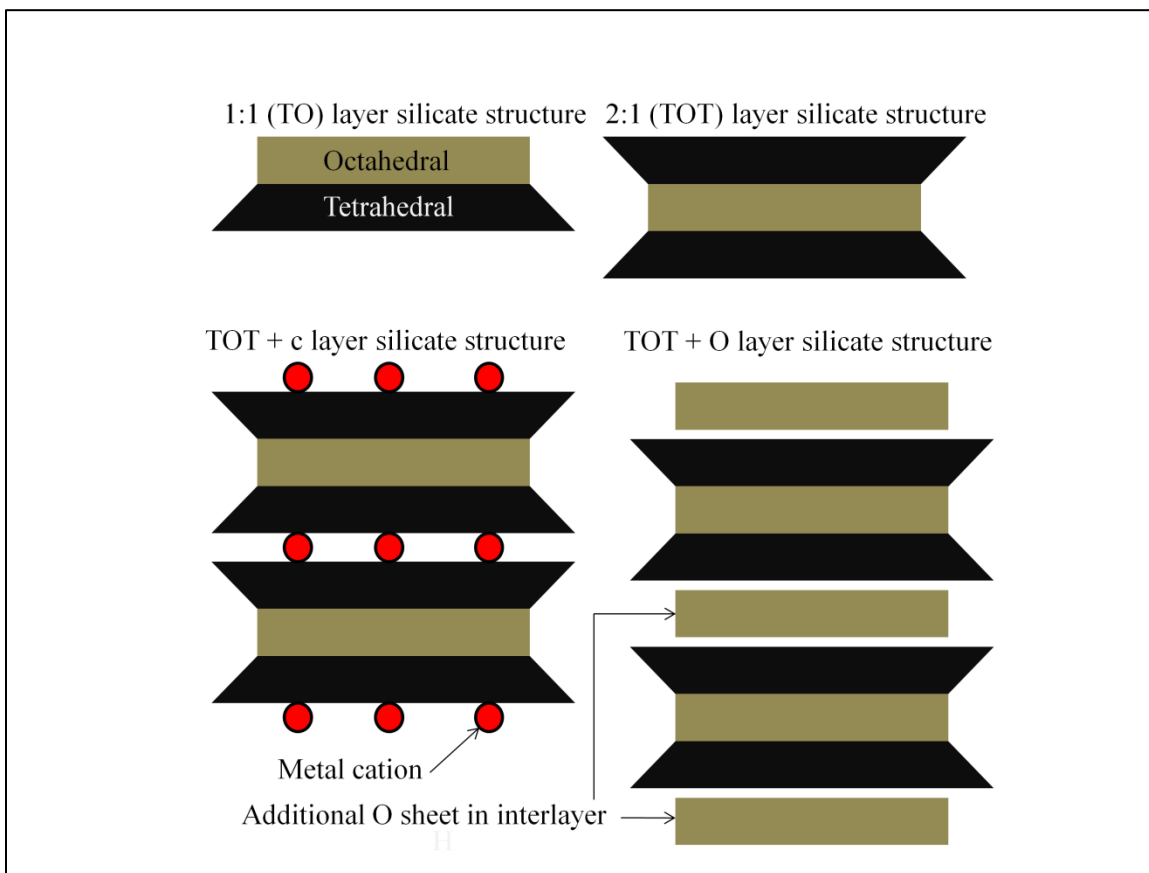 1:1 (TO) layer silicate structure
2:1 (TOT) layer silicate structure
Octahedral
Tetrahedral
TOT + c layer silicate structure
TOT + O layer silicate structure
Metal cation
Additional O sheet in interlayer
H